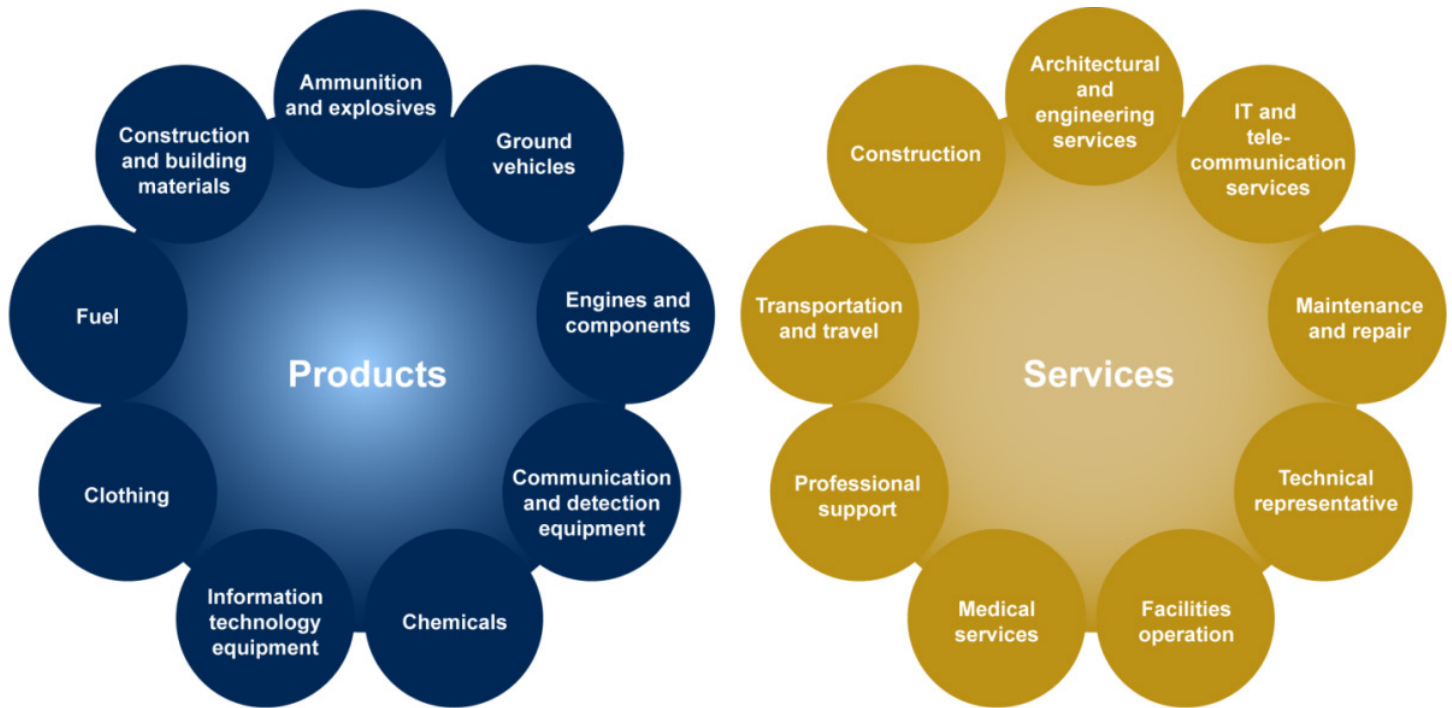 Products
Ammunition
and explosives
Ground
vehicles
Engines and
components
Communication
and detection
equipment
Chemicals
Information
technology
equipment
Clothing
Fuel
Construction
and building
materials
Services
Architectural
and
engineering
services
IT and
tele-
communication
services
Maintenance
and repair
Technical
representative
Facilities
operation
Medical
services
Professional
support
Transportation
and travel
Construction